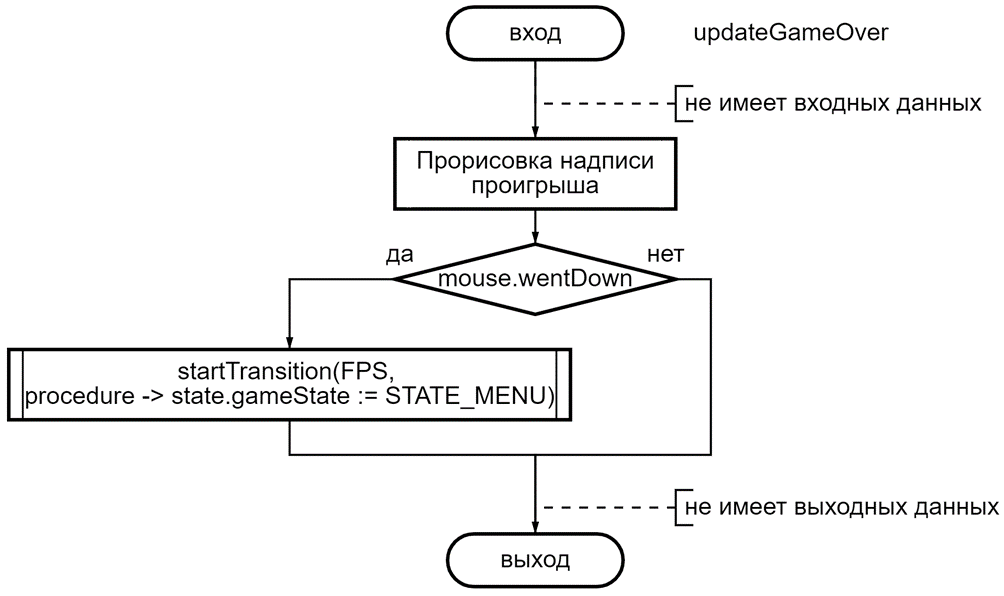 вход
updateGameOver
не имеет входных данных
Прорисовка надписи
проигрыша
да
нет
mouse.wentDown
startTransition(FPS,
procedure -> state.gameState := STATE_MENU)
не имеет выходных данных
выход